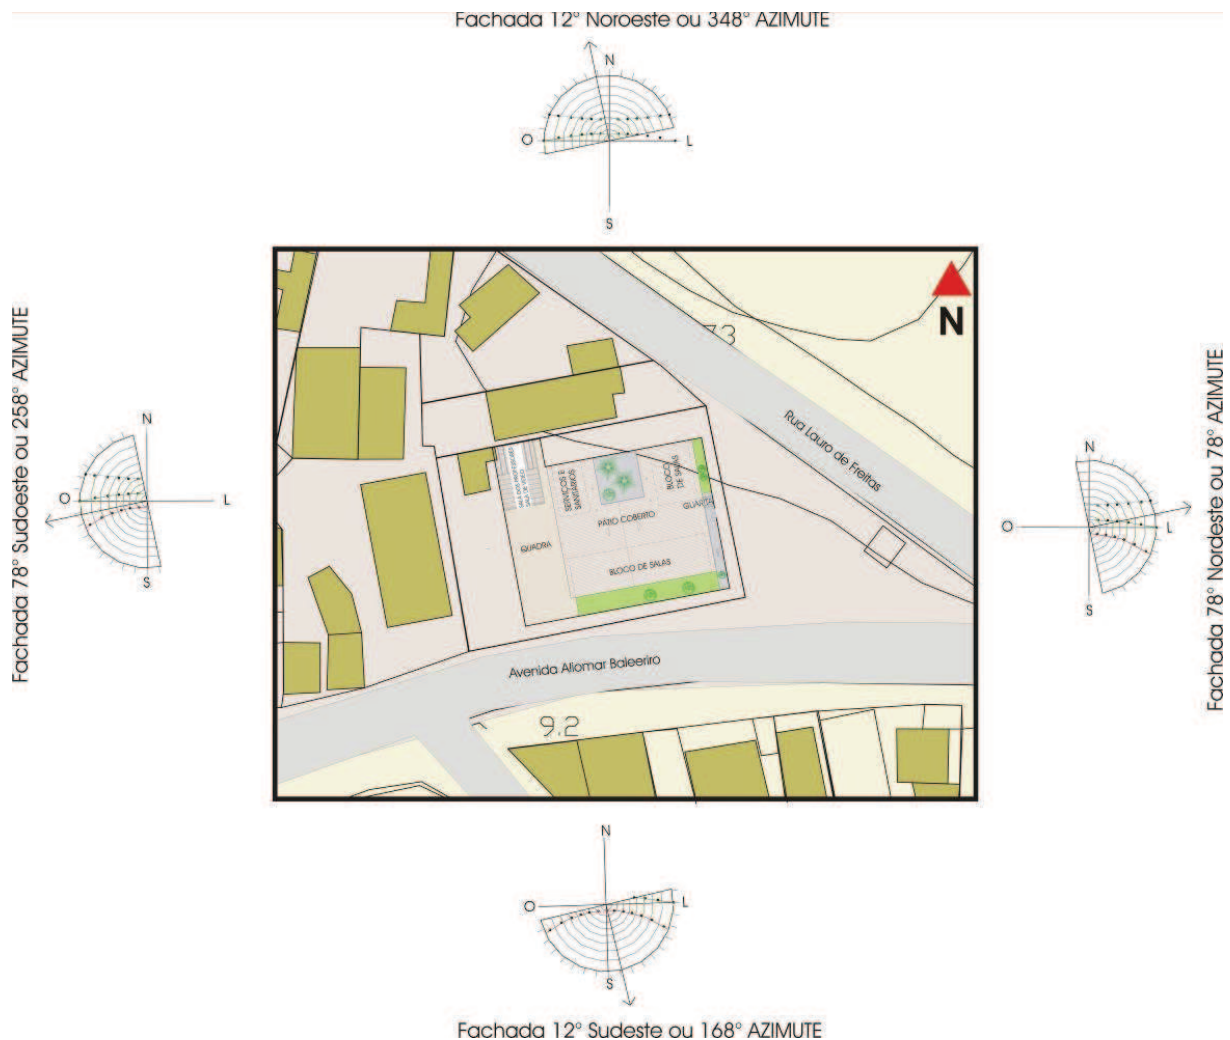 Fachada 12° Noroeste ou 348° AZIMUTE
N
O
L
S
Fachada 78° Sudoeste ou 258° AZIMUTE
N
O
L
S
N
73
Rua Lauro de Freitas
SERVIÇOS E
SANITÁRIOS
BLOCO
DE SALAS
PÁTIO COBERTO
QUADRA
BLOCO DE SALAS
Avenida Aliomar Baleeriro
9.2
Fachada 78° Nordeste ou 78° AZIMUTE
N
O
L
S
N
O
L
S
Fachada 12° Sudeste ou 168° AZIMUTE